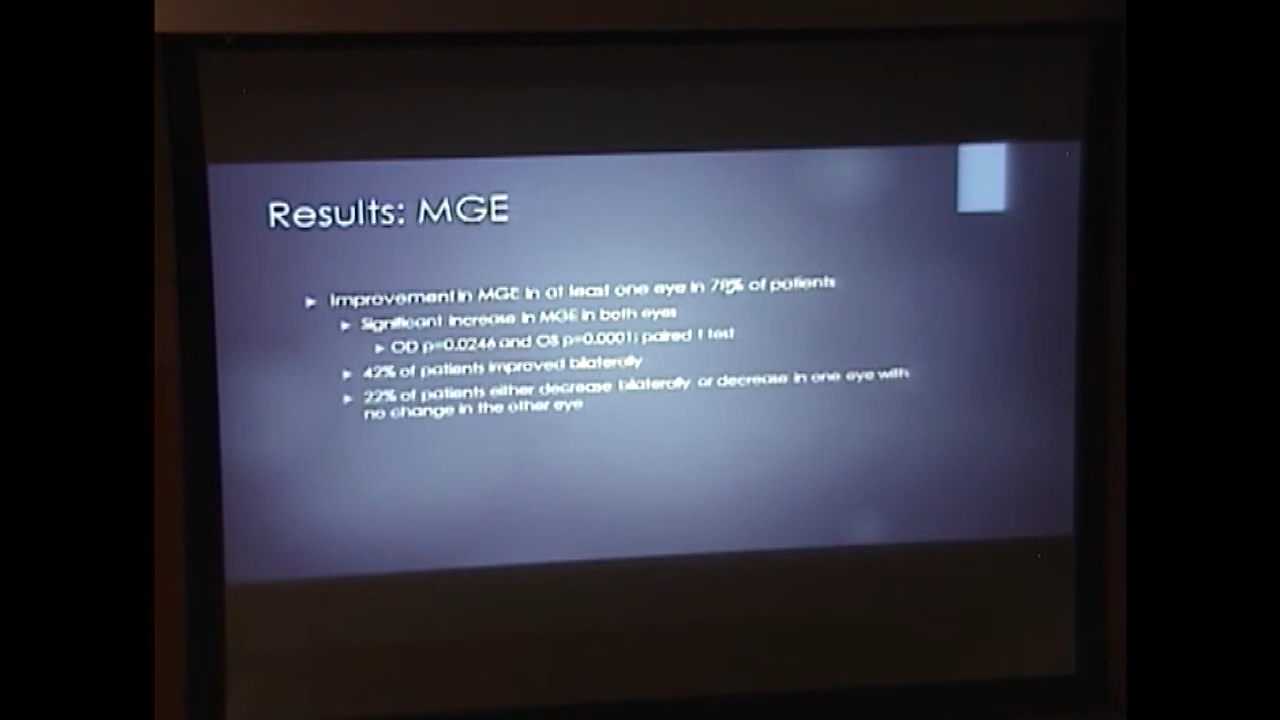 Results: MGE
Improvement in MGE in at least one eye in 78% of patients
Significant increase in MGE in both eyes
OD p=0.0246 and OS p=0.0001; paired t test
42% of patients improved bilaterally
22% of patients either decrease bilaterally or decrease in one eye with
no change in the other eye